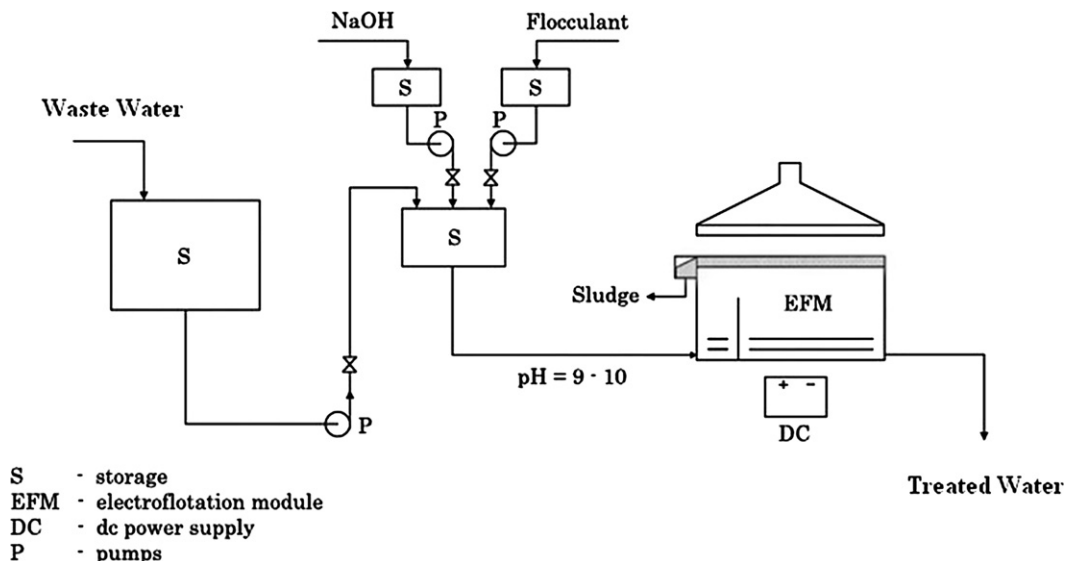 NaOH
Flocculant
S
S
Waste Water
P
P
S
S
Sludge
EFM
pH = 9 - 10
+ -
P
DC
S - storage
EFM - electroflotation module
DC - dc power supply
P - pumps
Treated Water